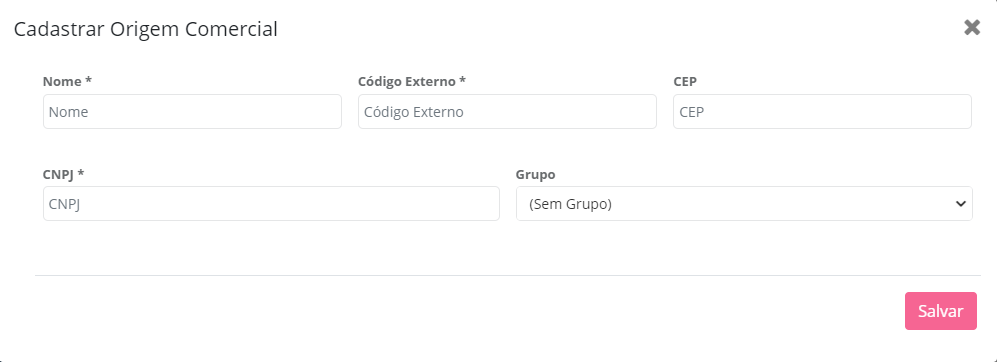 Cadastrar Origem Comercial
Nome * Código Externo * CEP
Nome Código Externo CEP
CNPJ * Grupo
CNPJ (Sem Grupo)
Salvar